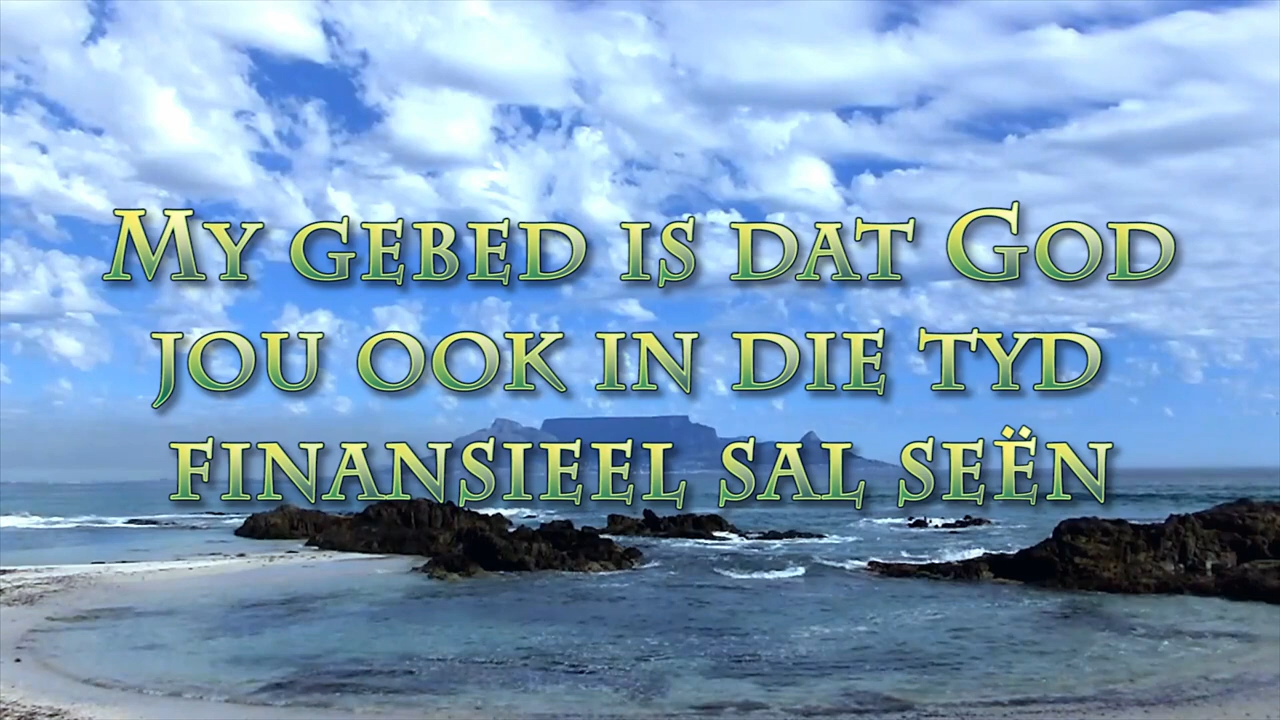 My gebed is dat God
jou ook in die tyd
finansieel sal seën